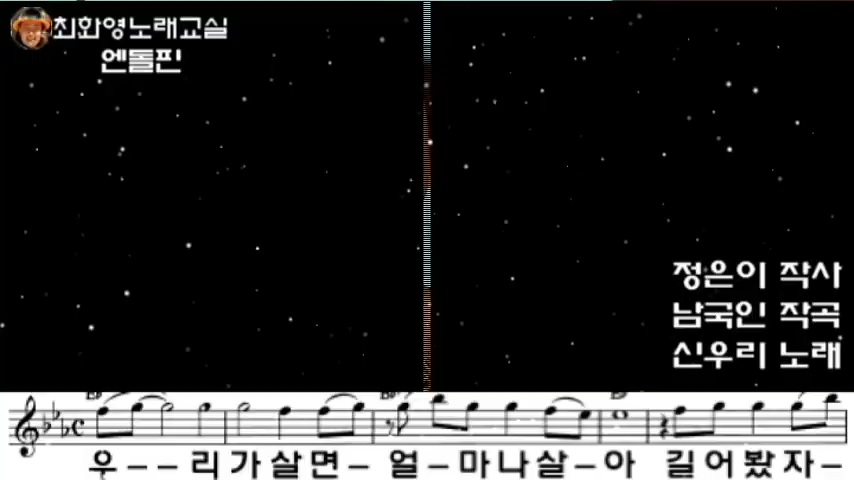 최화영노래교실
엔돌핀
정은이 작사
남국인 작곡
신우리 노래
우--리가살면- 얼-마나살-아 길어봤자-